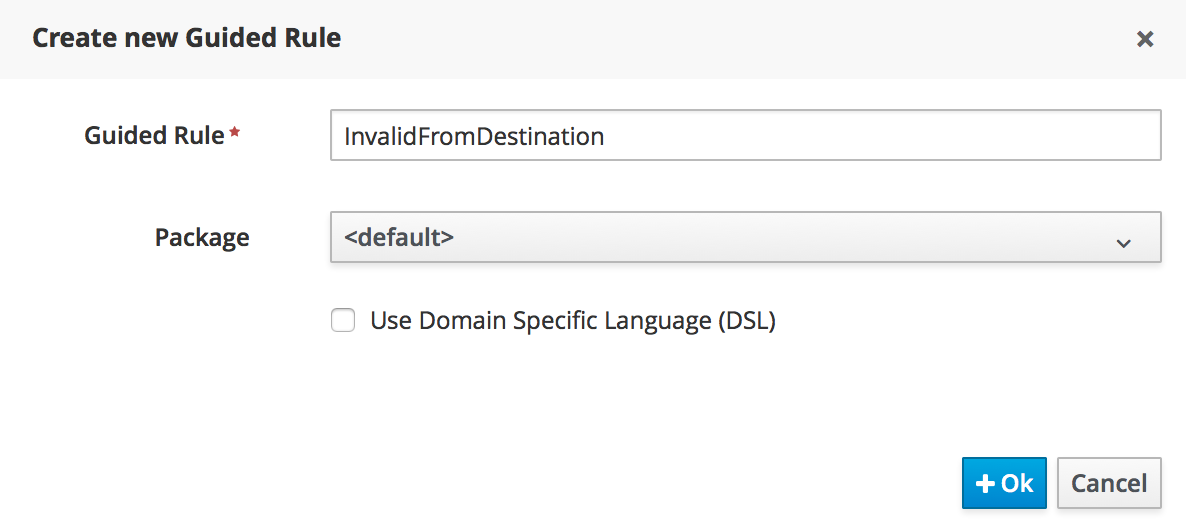 Create new Guided Rule ×
Guided Rule * InvalidFromDestination
Package <default>
Use Domain Specific Language (DSL)
+ Ok Cancel